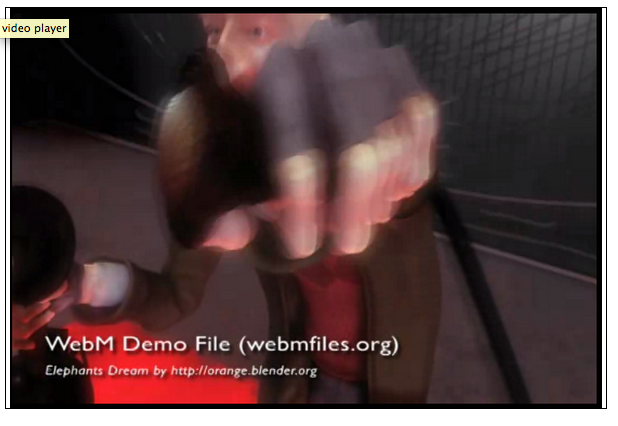 video player
WebM Demo File (webmfiles.org)
Elephants Dream by http://orange.blender.org